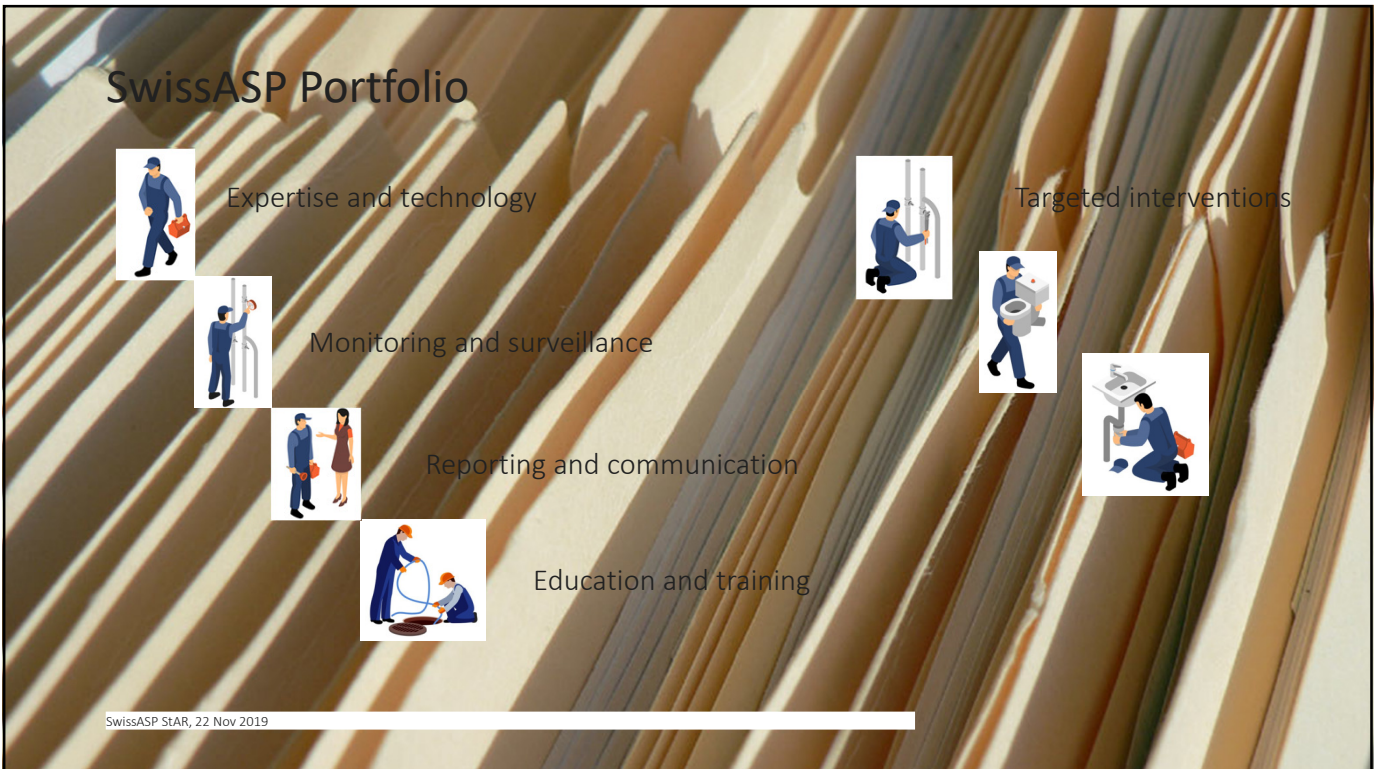 SwissASP Portfolio
Expertise and technology
Targeted interventions
Monitoring and surveillance
Reporting and communication
Education and training
SwissASP StAR, 22 Nov 2019